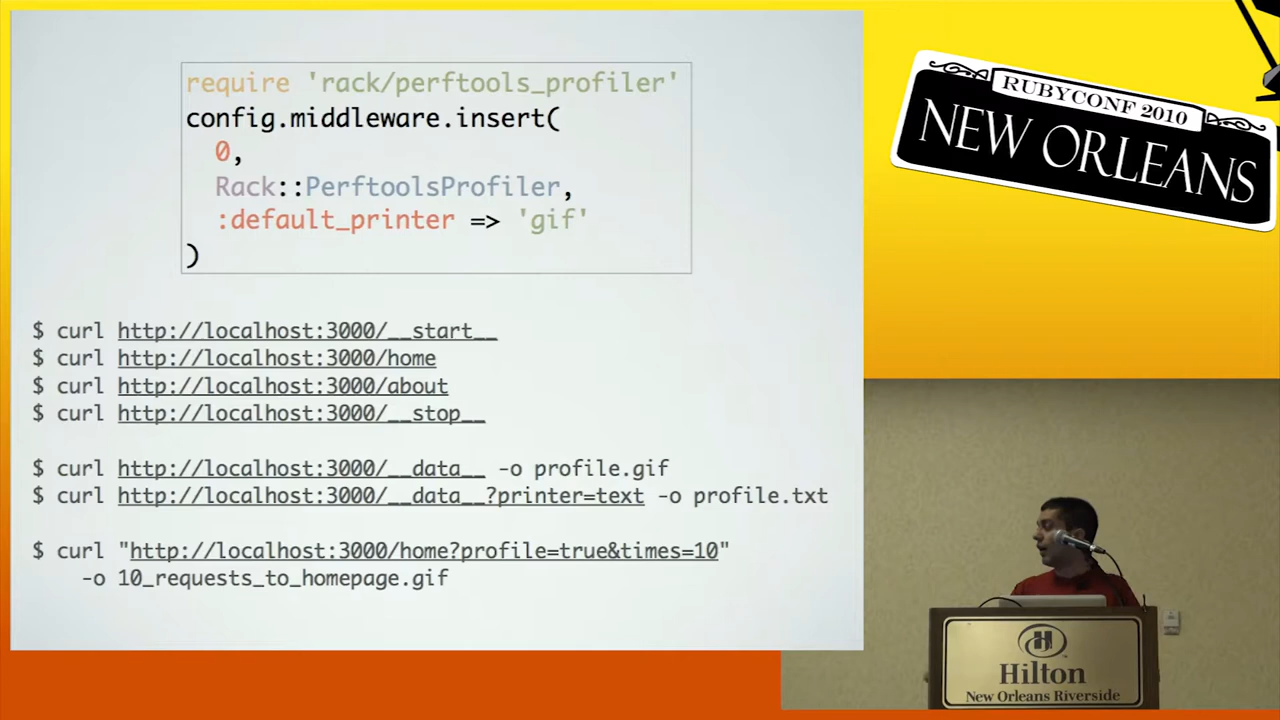 require 'rack/perftools_profiler'
config.middleware.insert(
0,
Rack::PerftoolsProfiler,
:default_printer => 'gif'
)
$ curl http://localhost:3000/__start__
$ curl http://localhost:3000/home
$ curl http://localhost:3000/about
$ curl http://localhost:3000/__stop__
$ curl http://localhost:3000/__data__ -o profile.gif
$ curl http://localhost:3000/__data__?printer=text -o profile.txt
$ curl "http://localhost:3000/home?profile=true&times=10"
-o 10_requests_to_homepage.gif
RUBYCONF 2010
NEW ORLEANS
Hilton
New Orleans Riverside